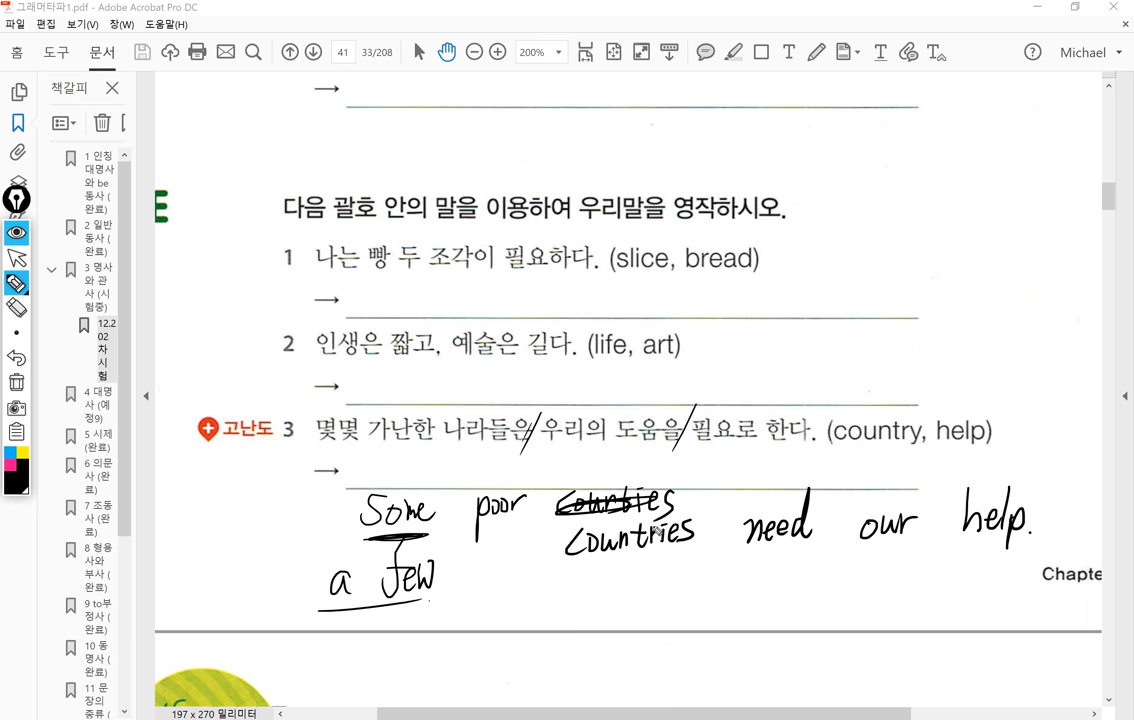 그래머타파1.pdf - Adobe Acrobat Pro DC
파일 편집 보기(V) 창(W) 도움말(H)
홈 도구 문서 41 33/208 200% Michael
책갈피
1 인칭
대명사
와 be
동사 (
완료)
2 일반
동사 (
완료)
3 명사
와 관
사 (시
험중)
12.2
02
차
시
험
4 대명
사 (예
정9)
5 시제
(완료)
6 의문
사 (완
료)
7 조동
사 (완
료)
8 형용
사와
부사 (
완료)
9 to부
정사 (
완료)
10 동
명사 (
완료)
11 문
장의
종류 (
→
E 다음 괄호 안의 말을 이용하여 우리말을 영작하시오.
1 나는 빵 두 조각이 필요하다. (slice, bread)
→
2 인생은 짧고, 예술은 길다. (life, art)
→
고난도 3 몇몇 가난한 나라들은/우리의 도움을/필요로 한다. (country, help)
→
Some poor countries need our help.
a few
Chapte
197 x 270 밀리미터